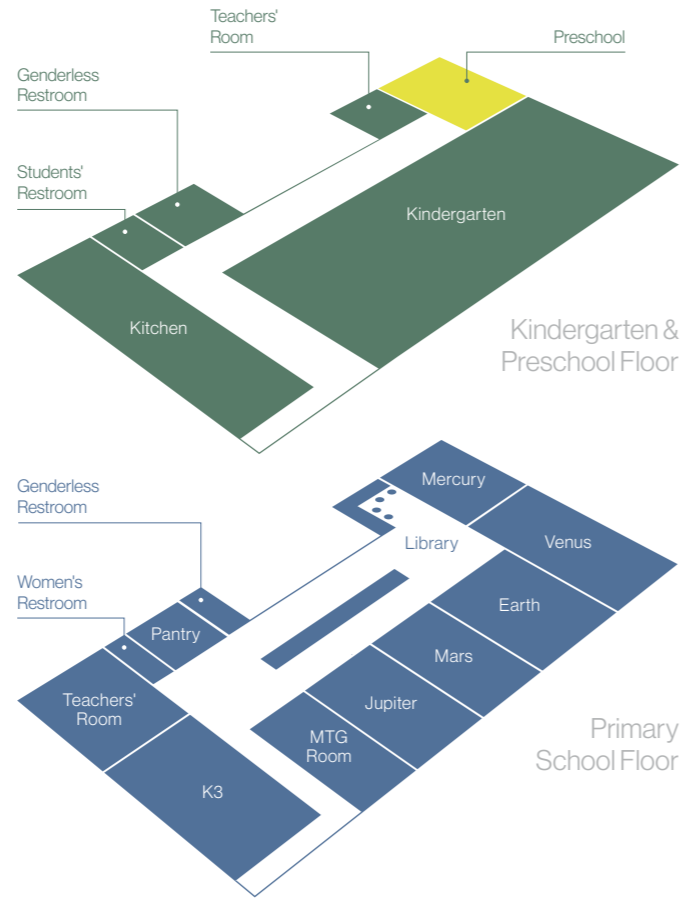 Teachers'
Room
Preschool
Genderless
Restroom
Students'
Restroom
Kindergarten
Kitchen
Kindergarten &
Preschool Floor
Genderless
Restroom
Mercury
Library
Venus
Women's
Restroom
Earth
Pantry
Mars
Teachers'
Room
Jupiter
MTG
Room
Primary
School Floor
K3